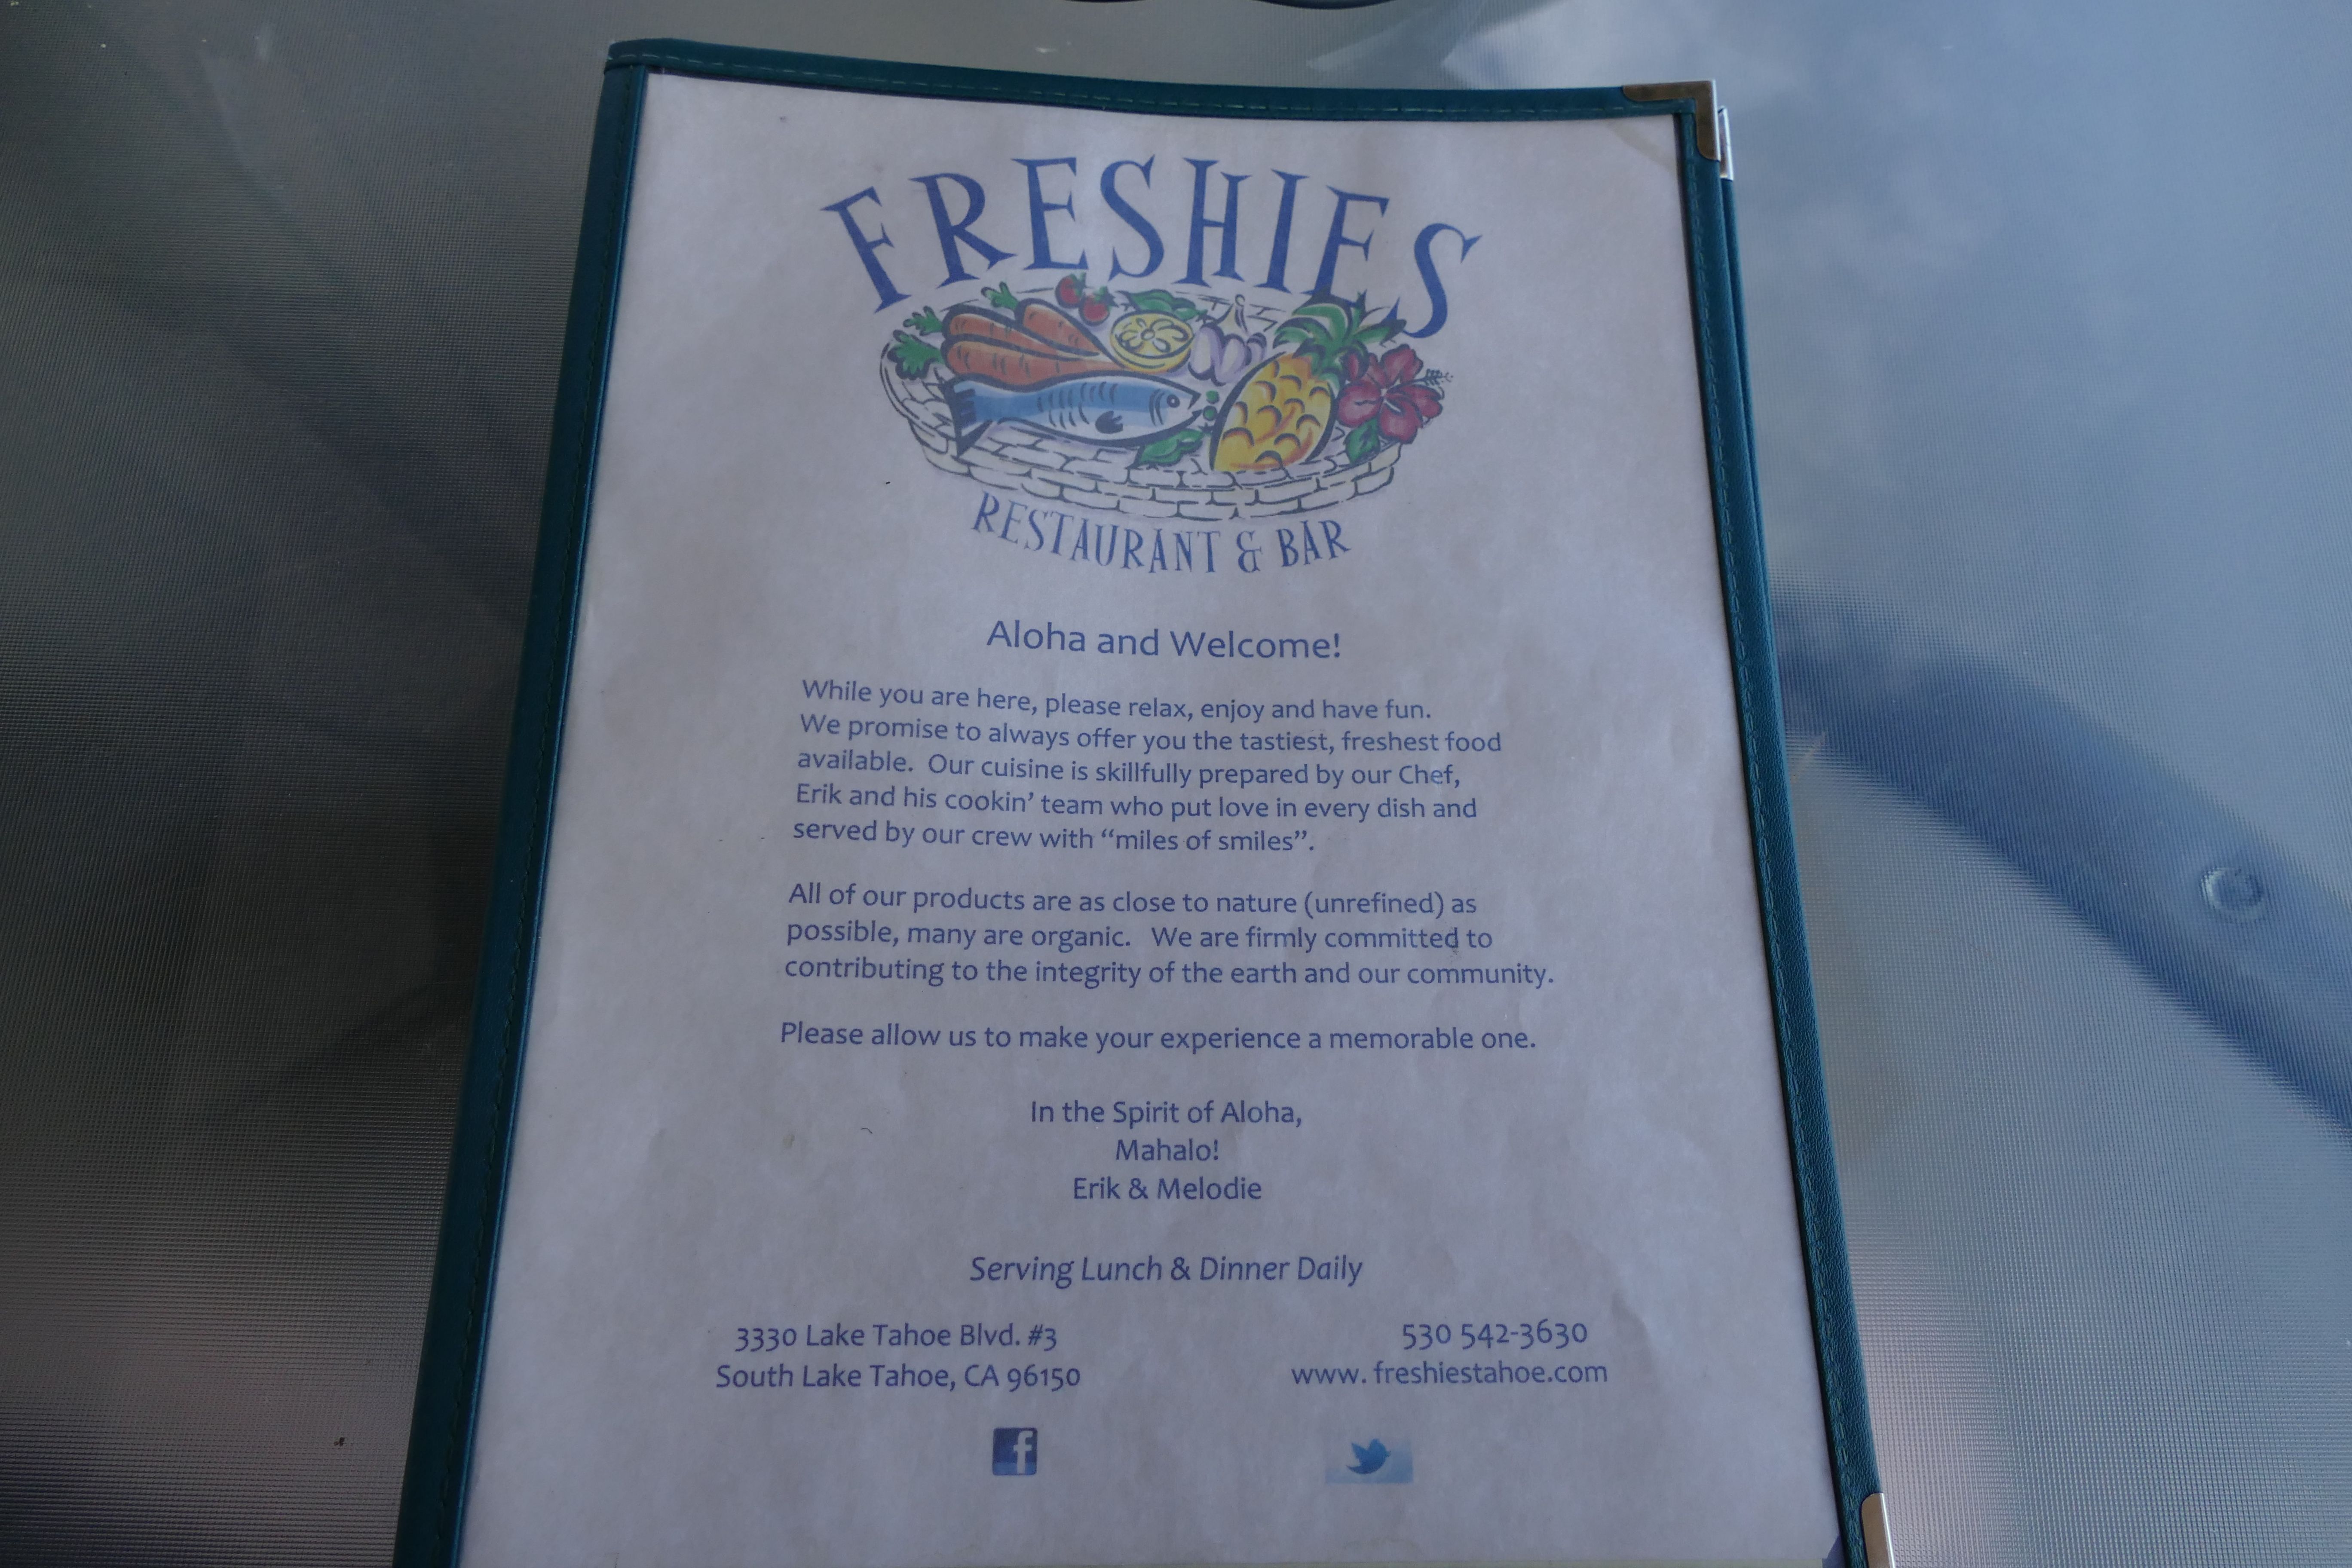 FRESHIES
RESTAURANT & BAR
Aloha and Welcome!
While you are here, please relax, enjoy and have fun.
We promise to always offer you the tastiest, freshest food
available.  Our cuisine is skillfully prepared by our Chef,
Erik and his cookin’ team who put love in every dish and
served by our crew with “miles of smiles”.
All of our products are as close to nature (unrefined) as
possible, many are organic.   We are firmly committed to
contributing to the integrity of the earth and our community.
Please allow us to make your experience a memorable one.
In the Spirit of Aloha,
Mahalo!
Erik & Melodie
Serving Lunch & Dinner Daily
3330 Lake Tahoe Blvd. #3
South Lake Tahoe, CA 96150
530 542-3630
www. freshiestahoe.com
f